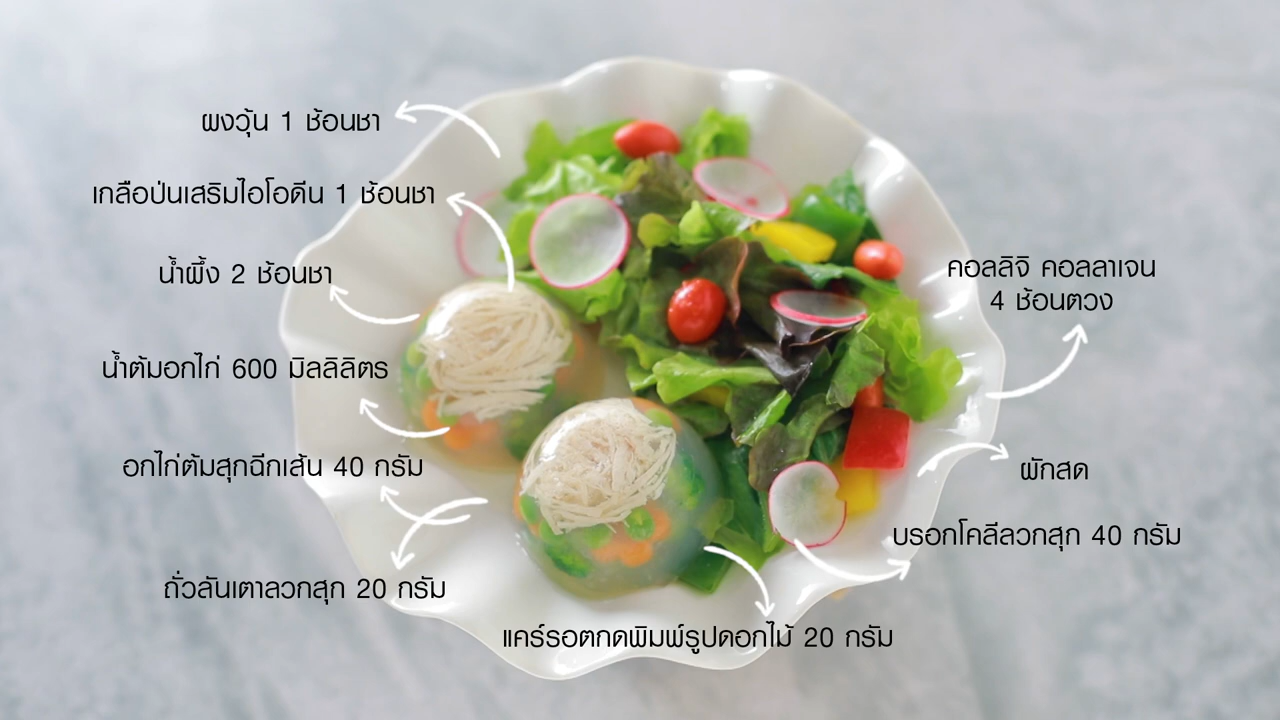 ผงวุ้น 1 ช้อนชา
เกลือป่นเสริมไอโอดีน 1 ช้อนชา
น้ำผึ้ง 2 ช้อนชา
น้ำต้มอกไก่ 600 มิลลิลิตร
อกไก่ต้มสุกฉีกเส้น 40 กรัม
ถั่วลันเตาลวกสุก 20 กรัม
คอลลิจิ คอลลาเจน
4 ช้อนตวง
ผักสด
บรอกโคลีลวกสุก 40 กรัม
แคร์รอตกดพิมพ์รูปดอกไม้ 20 กรัม